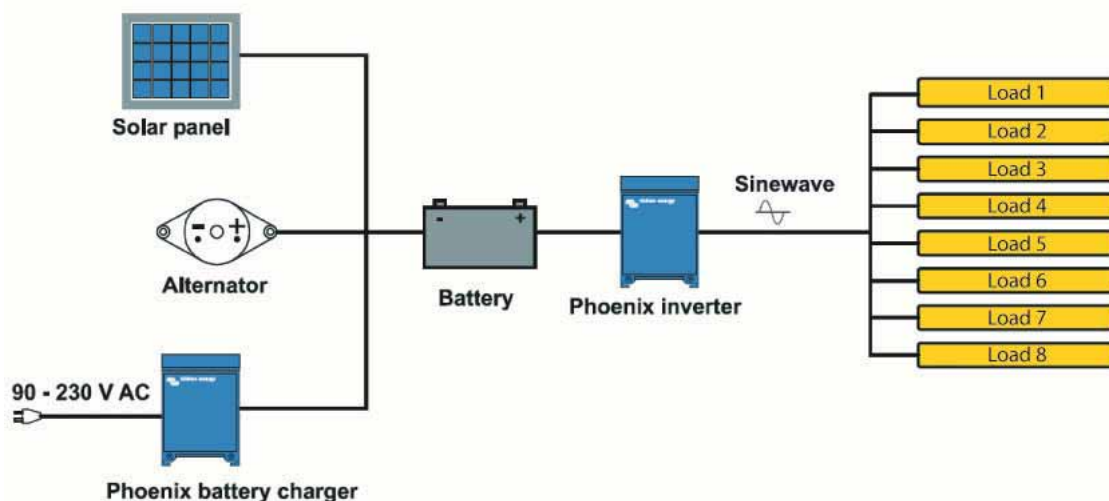 Solar panel
Alternator
90 - 230 V AC
Phoenix battery charger
Battery
Phoenix inverter
Sinewave
Load 1
Load 2
Load 3
Load 4
Load 5
Load 6
Load 7
Load 8